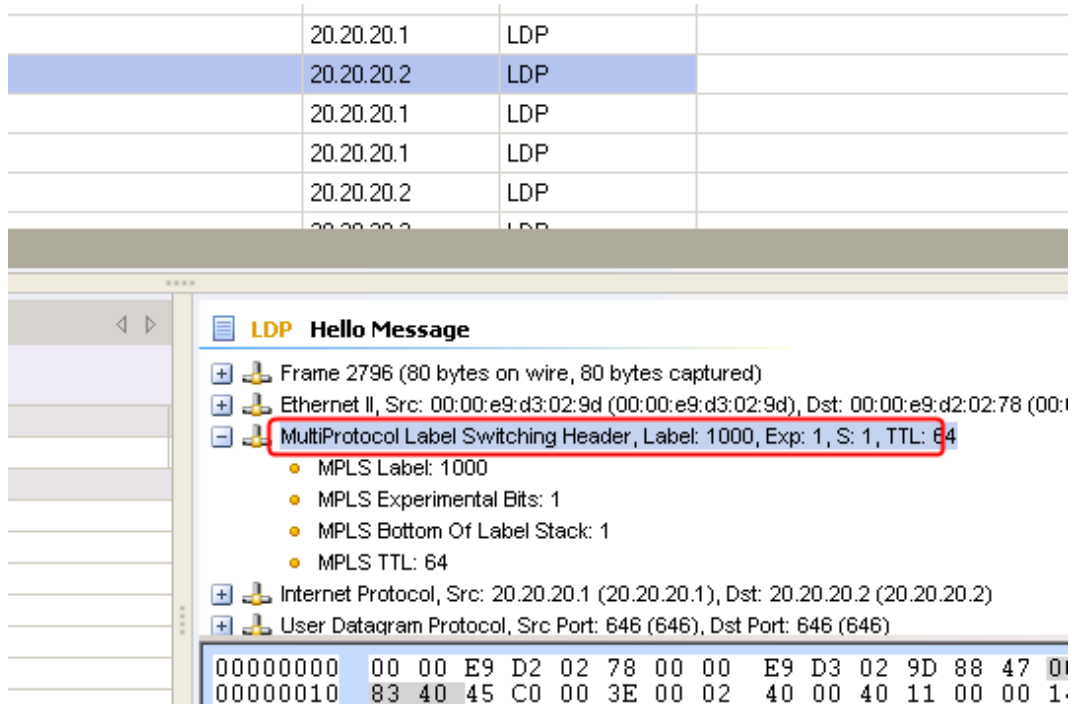 20.20.20.1 LDP
20.20.20.2 LDP
20.20.20.1 LDP
20.20.20.1 LDP
20.20.20.2 LDP
LDP Hello Message
Frame 2796 (80 bytes on wire, 80 bytes captured)
Ethernet II, Src: 00:00:e9:d3:02:9d (00:00:e9:d3:02:9d), Dst: 00:00:e9:d2:02:78 (00:
MultiProtocol Label Switching Header, Label: 1000, Exp: 1, S: 1, TTL: 64
MPLS Label: 1000
MPLS Experimental Bits: 1
MPLS Bottom Of Label Stack: 1
MPLS TTL: 64
Internet Protocol, Src: 20.20.20.1 (20.20.20.1), Dst: 20.20.20.2 (20.20.20.2)
User Datagram Protocol, Src Port: 646 (646), Dst Port: 646 (646)
00000000 00 00 E9 D2 02 78 00 00 E9 D3 02 9D 88 47
00000010 83 40 45 C0 00 3E 00 02 40 00 40 11 00 00